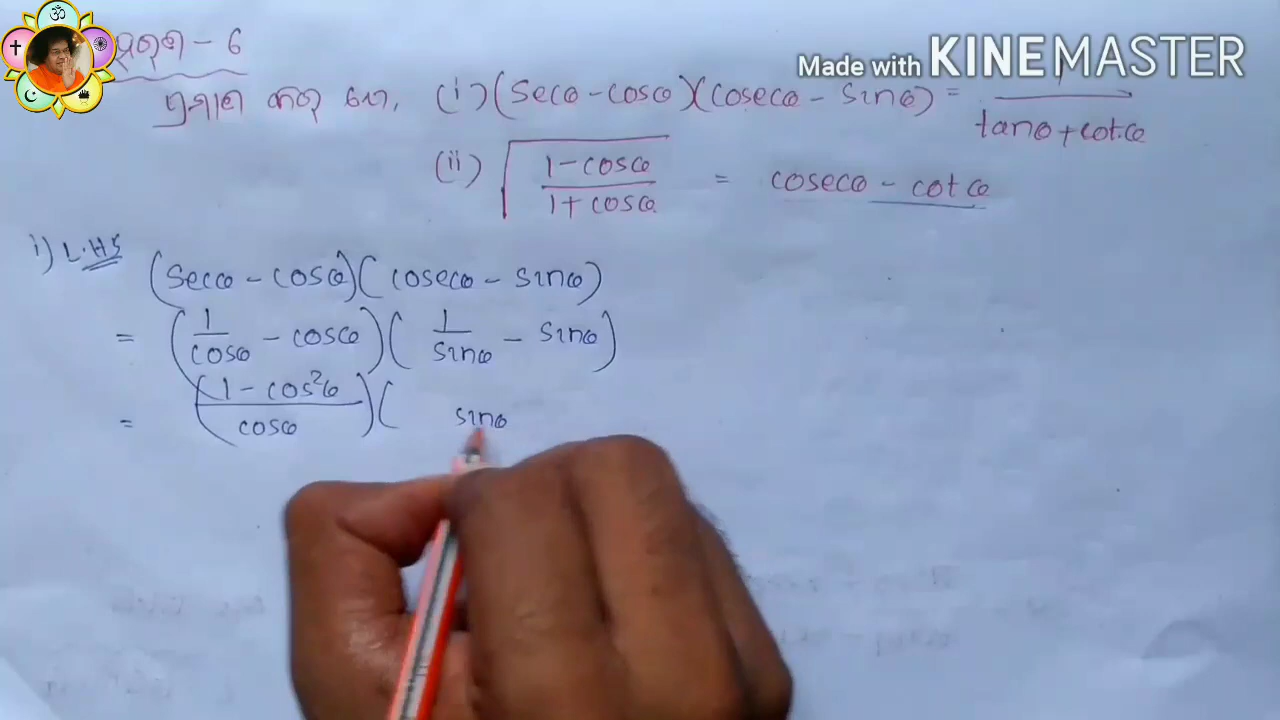 ପ୍ରଶ୍ନ - 6
Made with KINEMASTER
ପ୍ରମାଣ କର ଯେ, (i) (secθ - cosθ)(cosecθ - sinθ) = 1/(tanθ + cotθ)
(ii) √((1 - cosθ)/(1 + cosθ)) = cosecθ - cotθ
i) L.H.S
(secθ - cosθ)(cosecθ - sinθ)
= (1/cosθ - cosθ)(1/sinθ - sinθ)
= ((1 - cos²θ)/cosθ)( sinθ